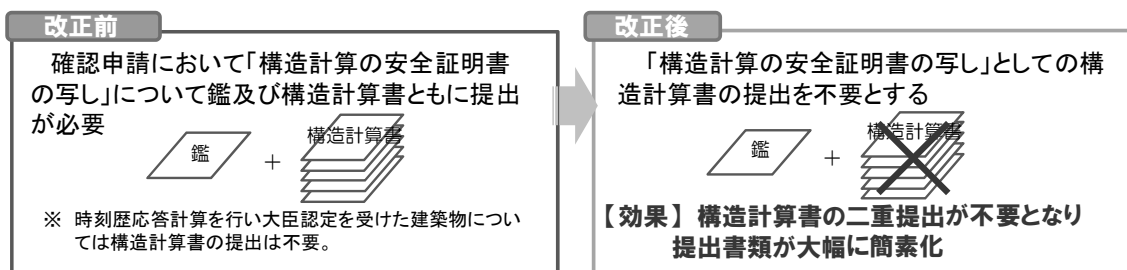 改正前
確認申請において「構造計算の安全証明書
の写し」について鑑及び構造計算書ともに提出
が必要
鑑
+
構造計算書
※ 時刻歴応答計算を行い大臣認定を受けた建築物につい
ては構造計算書の提出は不要。
改正後
「構造計算の安全証明書の写し」としての構
造計算書の提出を不要とする
鑑
+
構造計算書
【効果】構造計算書の二重提出が不要となり
提出書類が大幅に簡素化